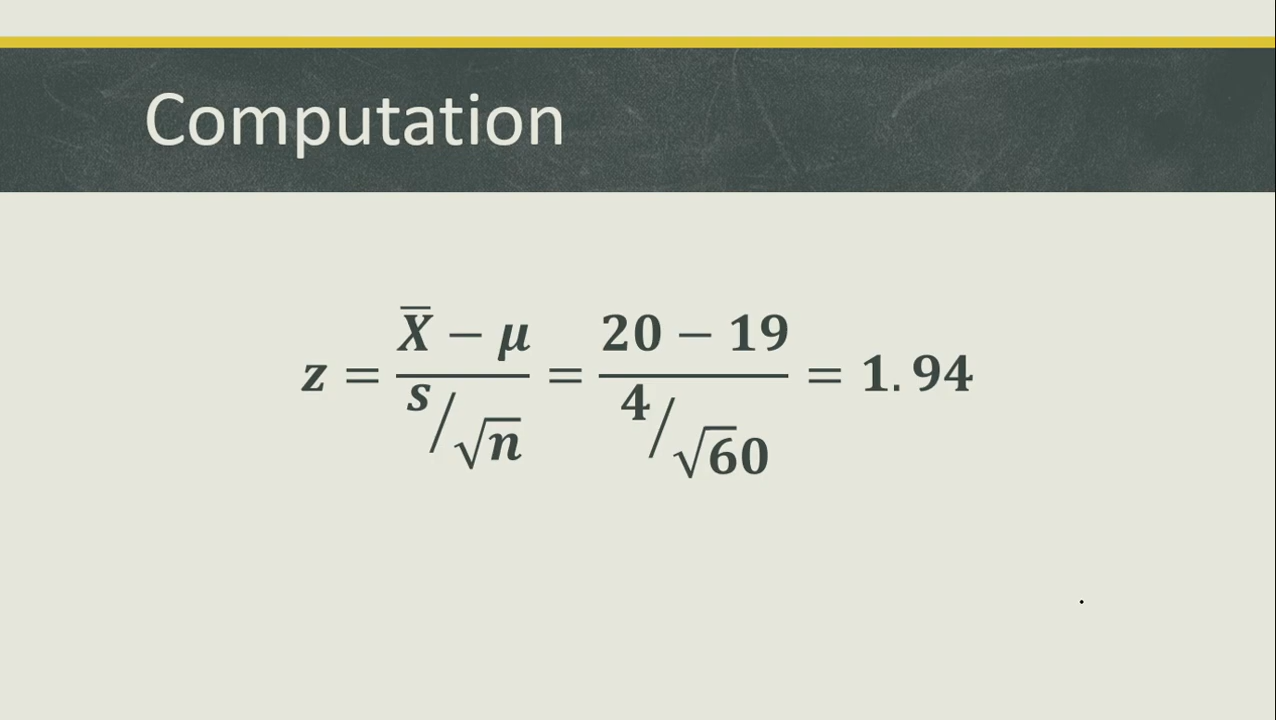 Computation
z = (X̄ − μ) / (s/√n) = (20 − 19) / (4/√60) = 1.94